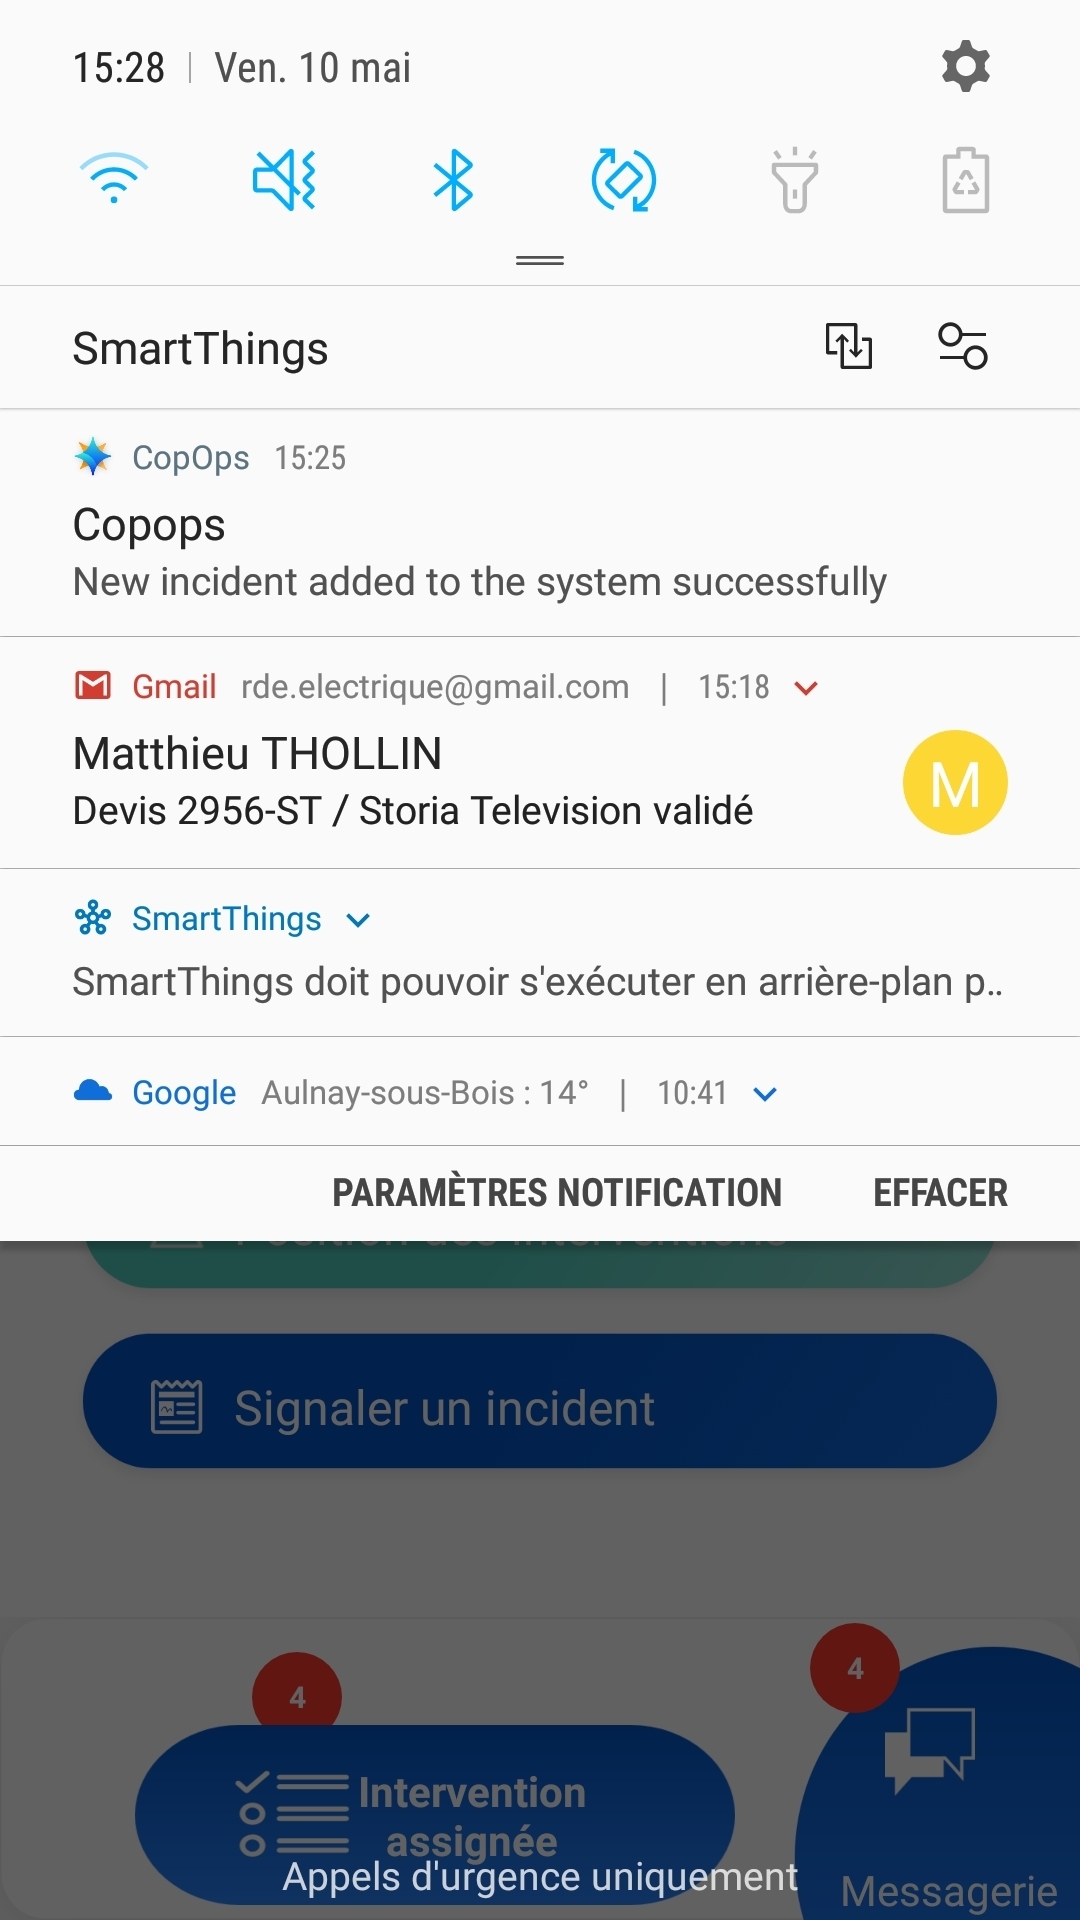 15:28 | Ven. 10 mai
SmartThings
CopOps 15:25
Copops
New incident added to the system successfully
Gmail rde.electrique@gmail.com | 15:18
Matthieu THOLLIN
M
Devis 2956-ST / Storia Television validé
SmartThings
SmartThings doit pouvoir s'exécuter en arrière-plan p..
Google Aulnay-sous-Bois : 14° | 10:41
PARAMÈTRES NOTIFICATION EFFACER
Position des interventions
Signaler un incident
4
4
Intervention
assignée
Appels d'urgence uniquement
Messagerie